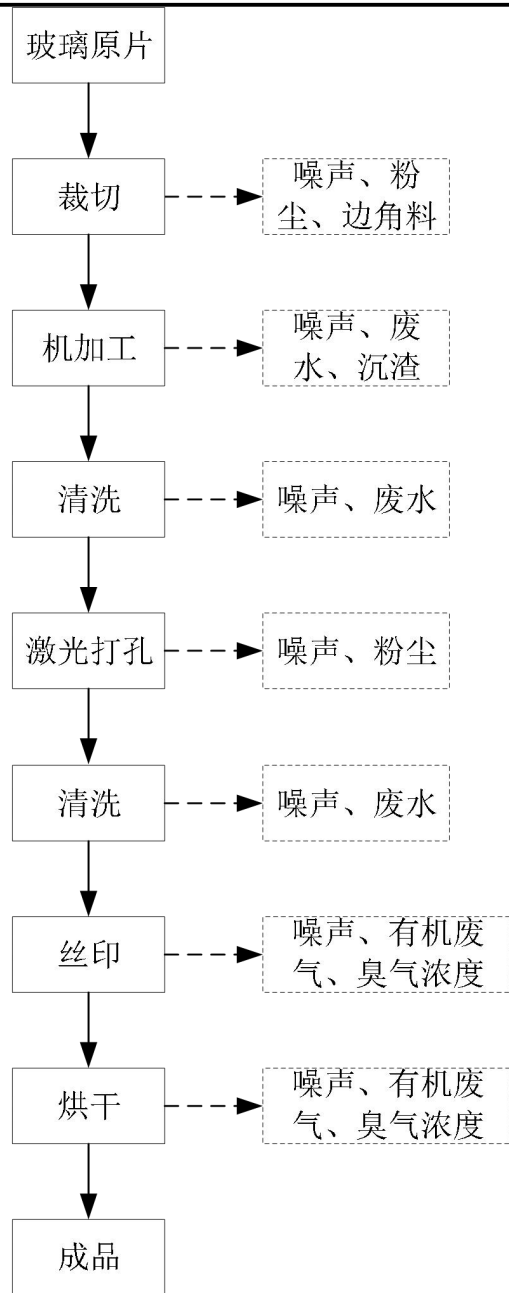 玻璃原片
裁切
噪声、粉
尘、边角料
机加工
噪声、废
水、沉渣
清洗
噪声、废水
激光打孔
噪声、粉尘
清洗
噪声、废水
丝印
噪声、有机废
气、臭气浓度
烘干
噪声、有机废
气、臭气浓度
成品